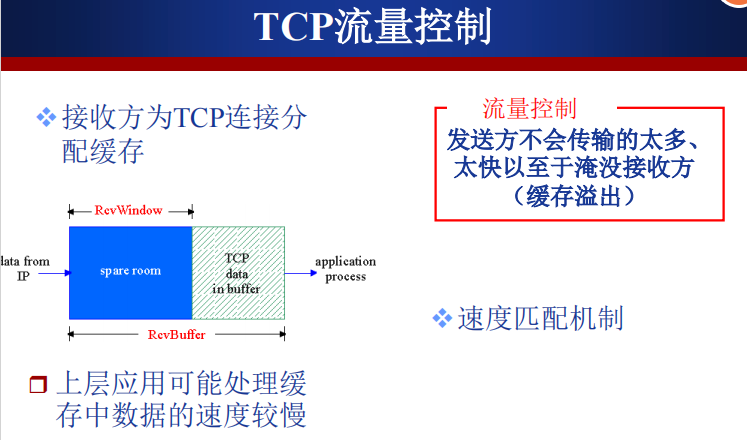 TCP流量控制
接收方为TCP连接分
配缓存
RcvWindow
data from
IP
spare room
TCP
data
in buffer
application
process
RcvBuffer
上层应用可能处理缓
存中数据的速度较慢
流量控制
发送方不会传输的太多、
太快以至于淹没接收方
（缓存溢出）
速度匹配机制